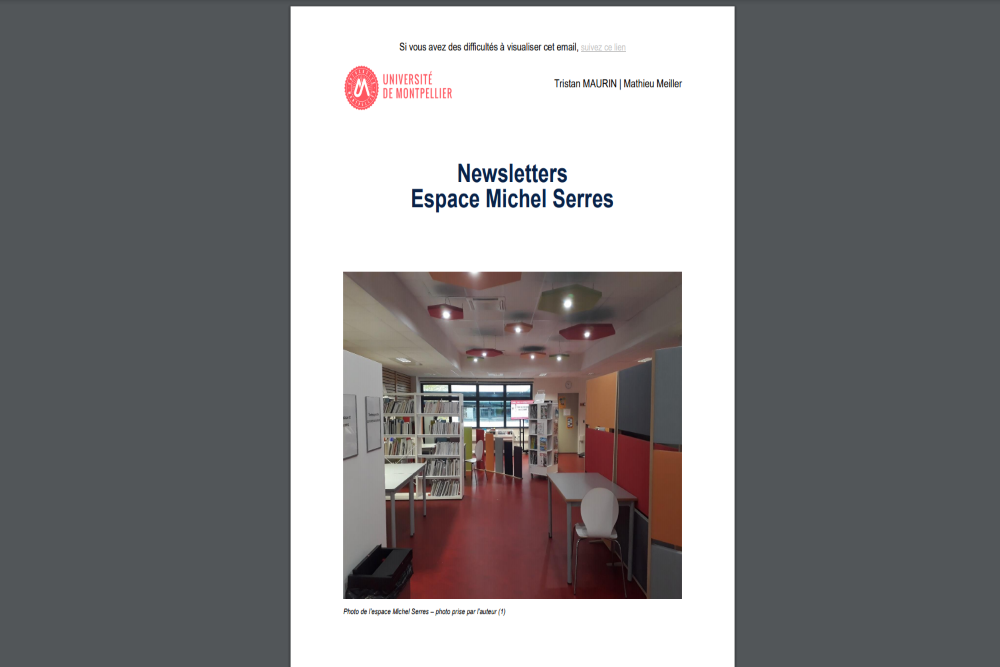 Si vous avez des difficultés à visualiser cet email, suivez ce lien
UNIVERSITÉ
DE MONTPELLIER
Tristan MAURIN | Mathieu Meiller
Newsletters
Espace Michel Serres
Photo de l'espace Michel Serres – photo prise par l'auteur (1)